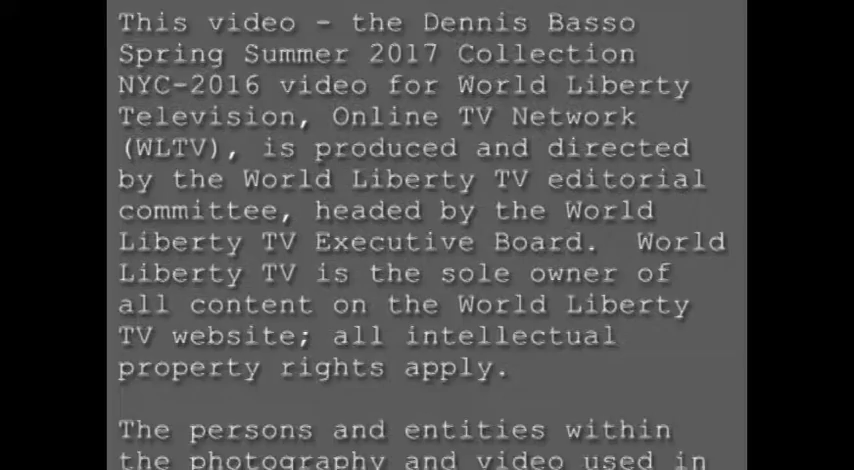 This video - the Dennis Basso
Spring Summer 2017 Collection
NYC-2016 video for World Liberty
Television, Online TV Network
(WLTV), is produced and directed
by the World Liberty TV editorial
committee, headed by the World
Liberty TV Executive Board.  World
Liberty TV is the sole owner of
all content on the World Liberty
TV website; all intellectual
property rights apply.
The persons and entities within
the photography and video used in